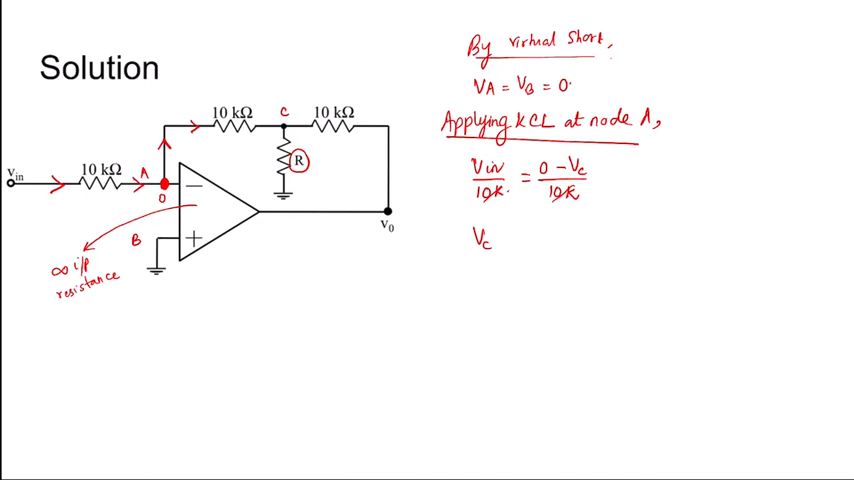 Solution
By virtual short,
VA = VB = 0.
Applying KCL at node A,
Vin/10K = 0 - Vc/10K
Vc
10 kΩ
C
10 kΩ
R
vin
10 kΩ
A
0
−
B
+
v0
∞ i/p
resistance